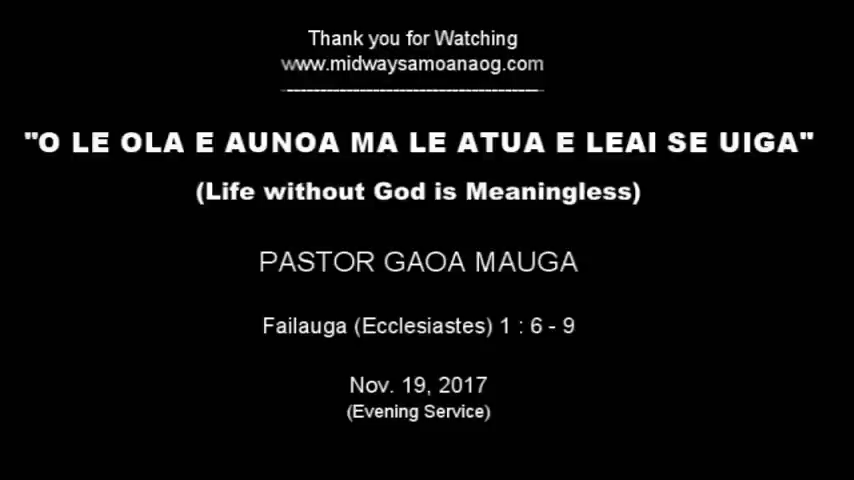 Thank you for Watching
www.midwaysamoanaog.com
-------------------------------------
"O LE OLA E AUNOA MA LE ATUA E LEAI SE UIGA"
(Life without God is Meaningless)
PASTOR GAOA MAUGA
Failauga (Ecclesiastes) 1 : 6 - 9
Nov. 19, 2017
(Evening Service)